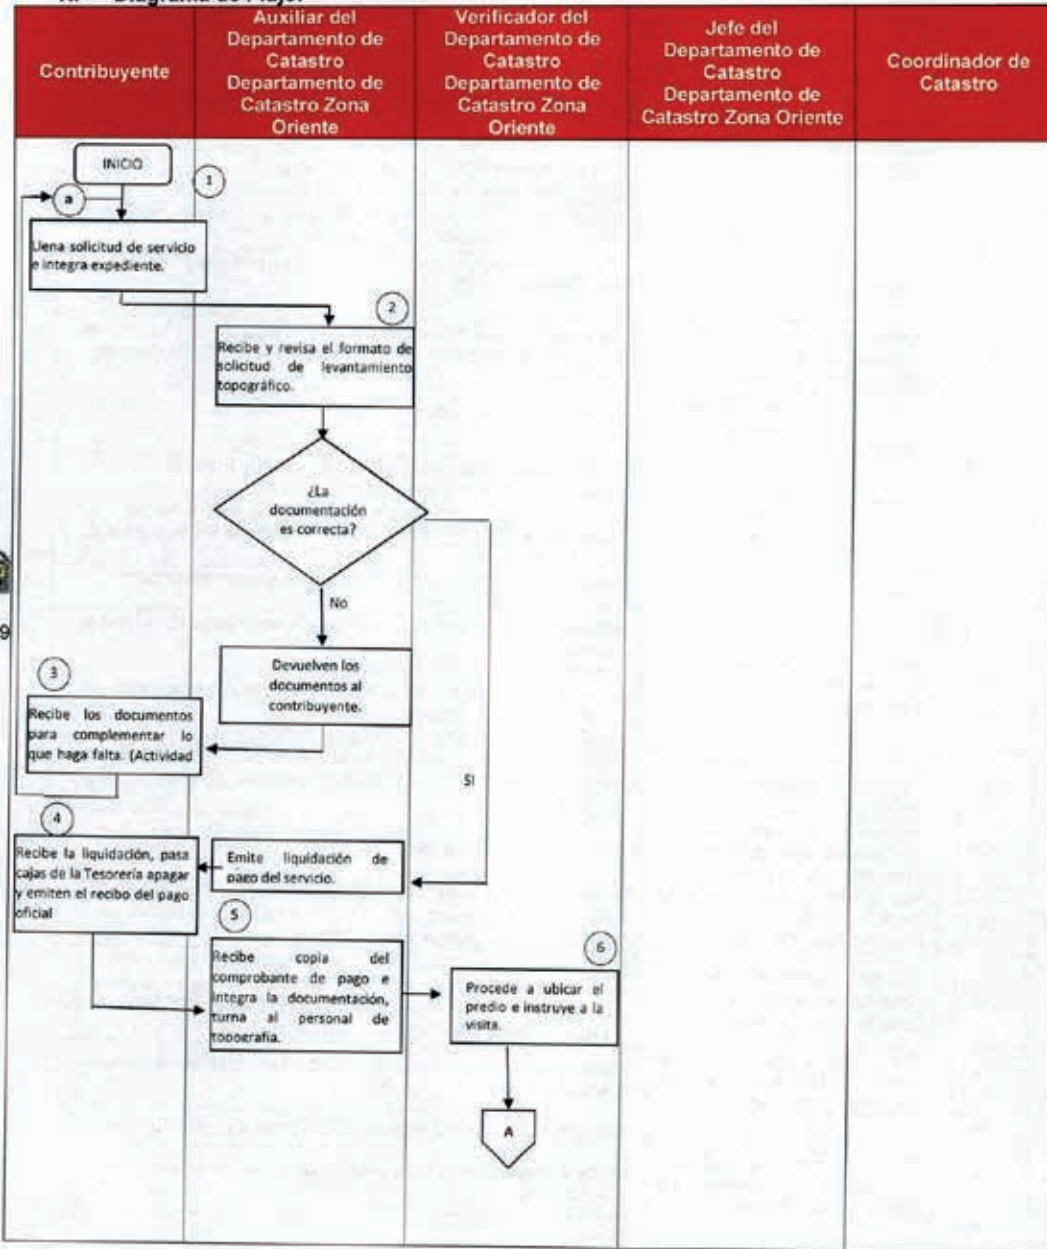 Diagrama de Flujo.
Contribuyente
Auxiliar del
Departamento de
Catastro
Departamento de
Catastro Zona
Oriente
Verificador del
Departamento de
Catastro
Departamento de
Catastro Zona
Oriente
Jefe del
Departamento de
Catastro
Departamento de
Catastro Zona Oriente
Coordinador de
Catastro
INICIO
1
a
Llena solicitud de servicio
e integra expediente.
2
Recibe y revisa el formato de
solicitud de levantamiento
topográfico.
¿La
documentación
es correcta?
No
Devuelven los
documentos al
contribuyente.
3
Recibe los documentos
para complementar lo
que haga falta. (Actividad
SI
4
Recibe la liquidación, pasa
cajas de la Tesorería apagar
y emiten el recibo del pago
oficial
Emite liquidación de
pago del servicio.
5
Recibe copia del
comprobante de pago e
integra la documentación,
turna al personal de
topografía.
6
Procede a ubicar el
predio e instruye a la
visita.
A
9